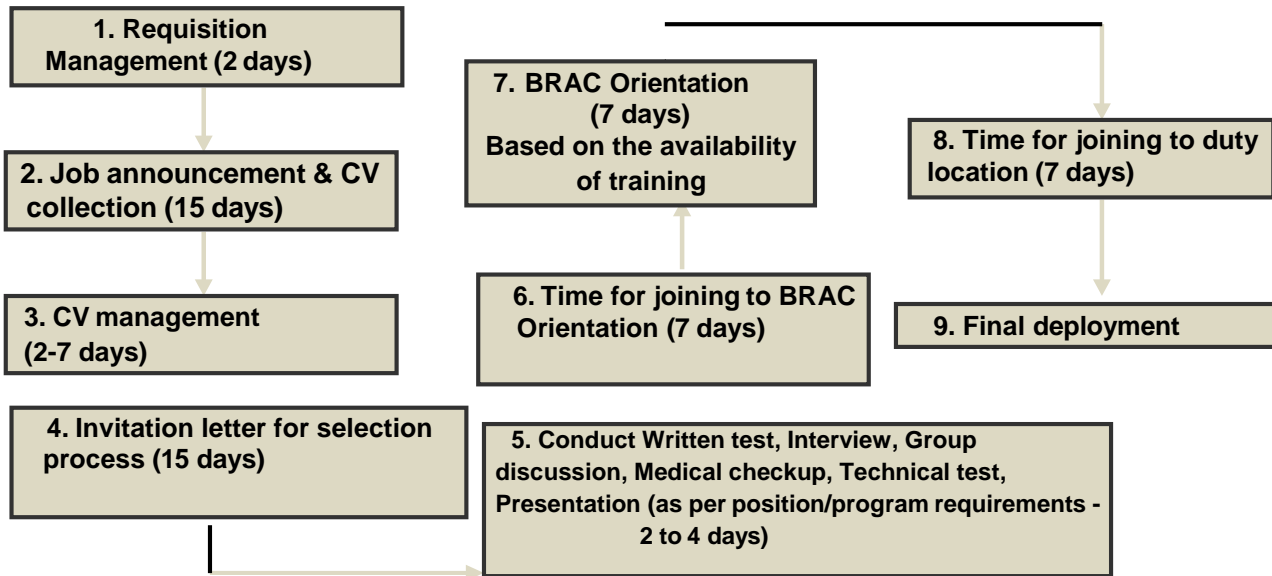 1. Requisition
Management (2 days)
2. Job announcement & CV
collection (15 days)
3. CV management
(2-7 days)
4. Invitation letter for selection
process (15 days)
5. Conduct Written test, Interview, Group
discussion, Medical checkup, Technical test,
Presentation (as per position/program requirements -
2 to 4 days)
6. Time for joining to BRAC
Orientation (7 days)
7. BRAC Orientation
(7 days)
Based on the availability
of training
8. Time for joining to duty
location (7 days)
9. Final deployment